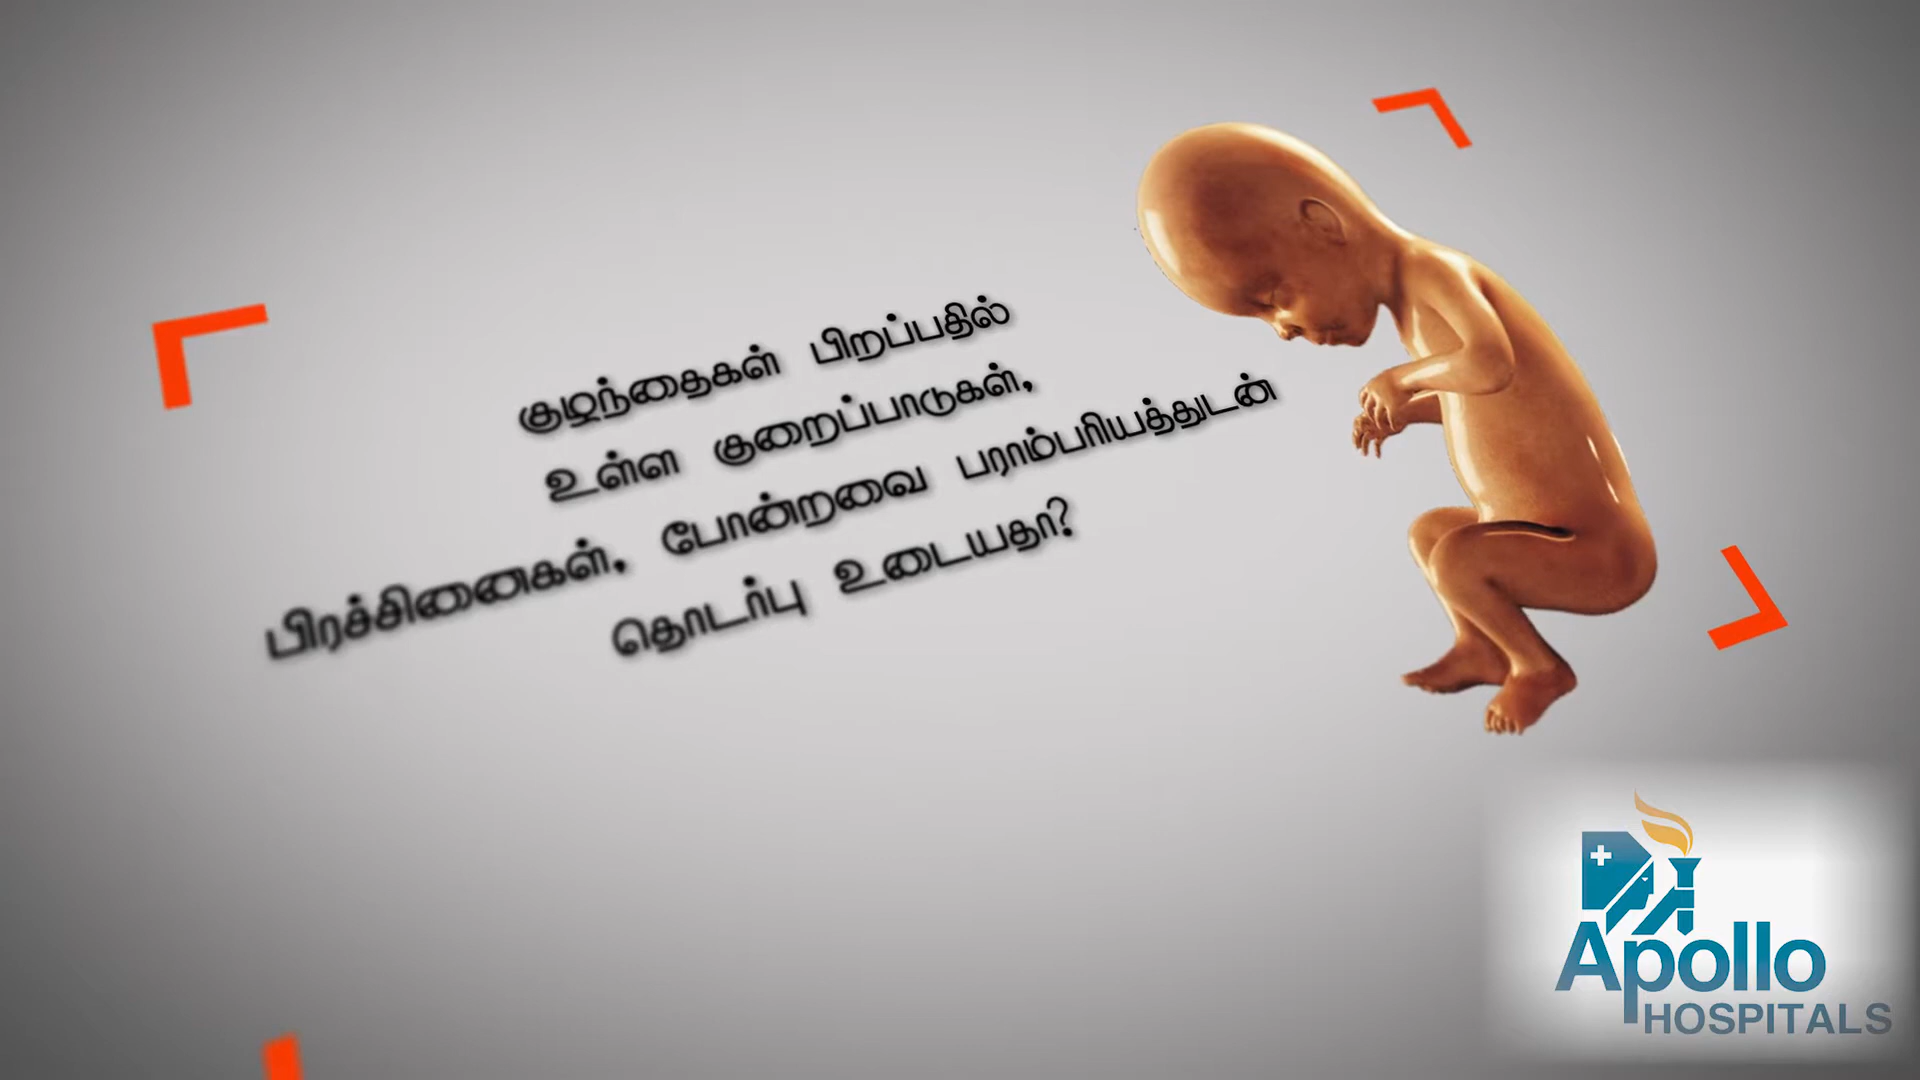 குழந்தைகள் பிறப்பதில்
உள்ள குறைப்பாடுகள்,
பிரச்சினைகள், போன்றவை பராம்பரியத்துடன்
தொடர்பு உடையதா?
Apollo
HOSPITALS